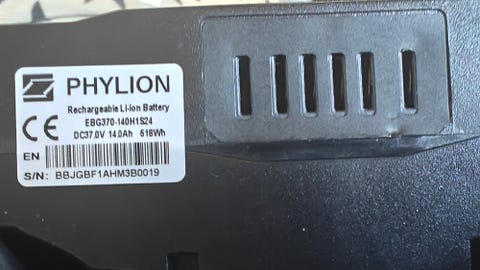 PHYLION
Rechargeable Li-ion Battery
EBG370-140H1S24
DC37.0V 14.0Ah 518Wh
CE
EN
S/N: BBJGBF1AHM3B0019